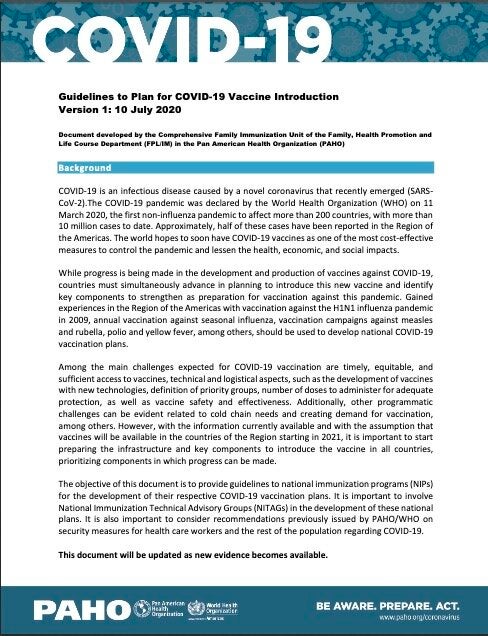 COVID-19
Guidelines to Plan for COVID-19 Vaccine Introduction
Version 1: 10 July 2020
Document developed by the Comprehensive Family Immunization Unit of the Family, Health Promotion and
Life Course Department (FPL/IM) in the Pan American Health Organization (PAHO)
Background
COVID-19 is an infectious disease caused by a novel coronavirus that recently emerged (SARS-
CoV-2).The COVID-19 pandemic was declared by the World Health Organization (WHO) on 11
March 2020, the first non-influenza pandemic to affect more than 200 countries, with more than
10 million cases to date. Approximately, half of these cases have been reported in the Region of
the Americas. The world hopes to soon have COVID-19 vaccines as one of the most cost-effective
measures to control the pandemic and lessen the health, economic, and social impacts.
While progress is being made in the development and production of vaccines against COVID-19,
countries must simultaneously advance in planning to introduce this new vaccine and identify
key components to strengthen as preparation for vaccination against this pandemic. Gained
experiences in the Region of the Americas with vaccination against the H1N1 influenza pandemic
in 2009, annual vaccination against seasonal influenza, vaccination campaigns against measles
and rubella, polio and yellow fever, among others, should be used to develop national COVID-19
vaccination plans.
Among the main challenges expected for COVID-19 vaccination are timely, equitable, and
sufficient access to vaccines, technical and logistical aspects, such as the development of vaccines
with new technologies, definition of priority groups, number of doses to administer for adequate
protection, as well as vaccine safety and effectiveness. Additionally, other programmatic
challenges can be evident related to cold chain needs and creating demand for vaccination,
among others. However, with the information currently available and with the assumption that
vaccines will be available in the countries of the Region starting in 2021, it is important to start
preparing the infrastructure and key components to introduce the vaccine in all countries,
prioritizing components in which progress can be made.
The objective of this document is to provide guidelines to national immunization programs (NIPs)
for the development of their respective COVID-19 vaccination plans. It is important to involve
National Immunization Technical Advisory Groups (NITAGs) in the development of these national
plans. It is also important to consider recommendations previously issued by PAHO/WHO on
security measures for health care workers and the rest of the population regarding COVID-19.
This document will be updated as new evidence becomes available.
PAHO
Pan American
Health
Organization
World Health
Organization
BE AWARE. PREPARE. ACT.
www.paho.org/coronavirus